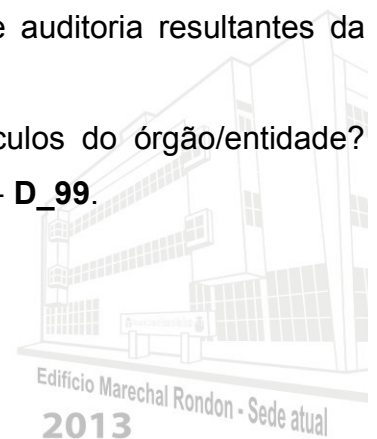 e auditoria resultantes da
culos do órgão/entidade?
- D_99.
Edifício Marechal Rondon - Sede atual
2013